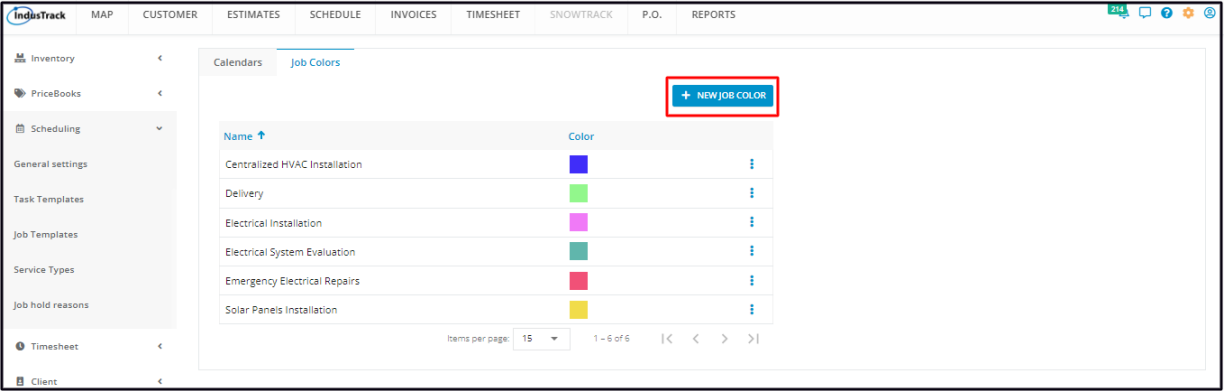 IndusTrack MAP CUSTOMER ESTIMATES SCHEDULE INVOICES TIMESHEET SNOWTRACK P.O. REPORTS 214
Inventory
PriceBooks
Scheduling
General settings
Task Templates
Job Templates
Service Types
Job hold reasons
Timesheet
Client
Calendars Job Colors
+ NEW JOB COLOR
Name Color
Centralized HVAC Installation
Delivery
Electrical Installation
Electrical System Evaluation
Emergency Electrical Repairs
Solar Panels Installation
Items per page: 15 1 – 6 of 6